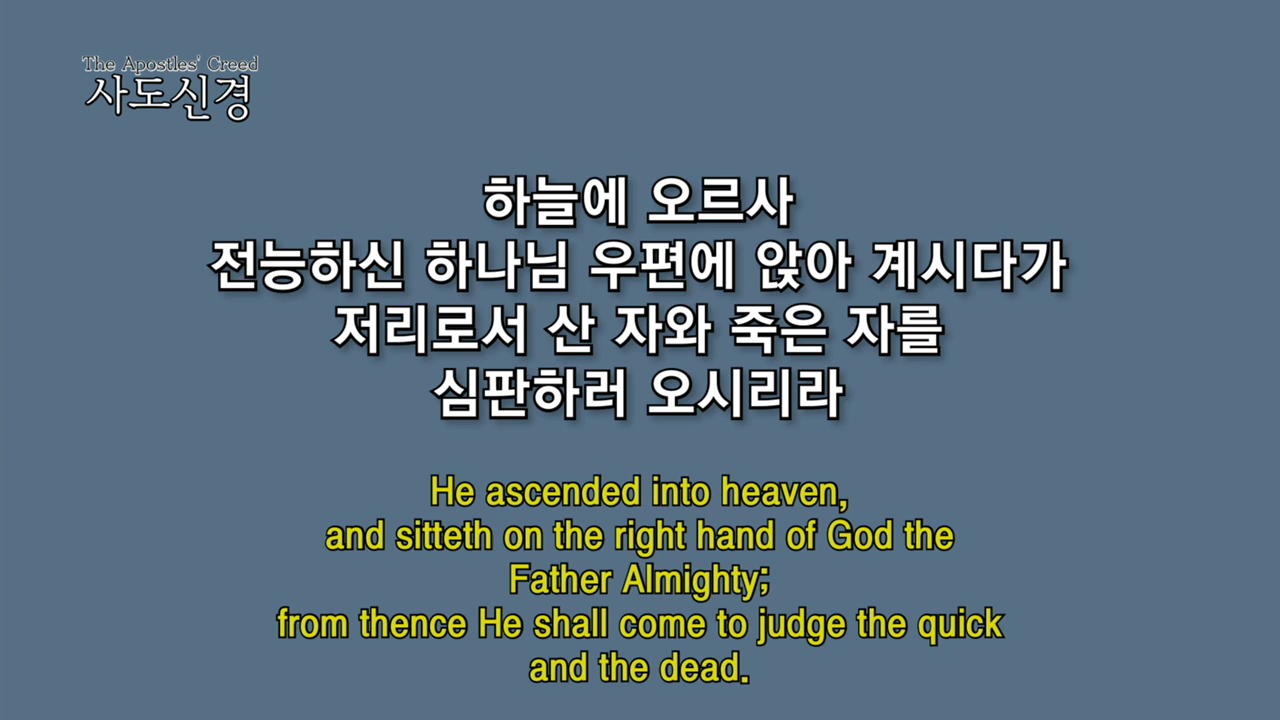 The Apostles' Creed
사도신경
하늘에 오르사
전능하신 하나님 우편에 앉아 계시다가
저리로서 산 자와 죽은 자를
심판하러 오시리라
He ascended into heaven,
and sitteth on the right hand of God the
Father Almighty;
from thence He shall come to judge the quick
and the dead.